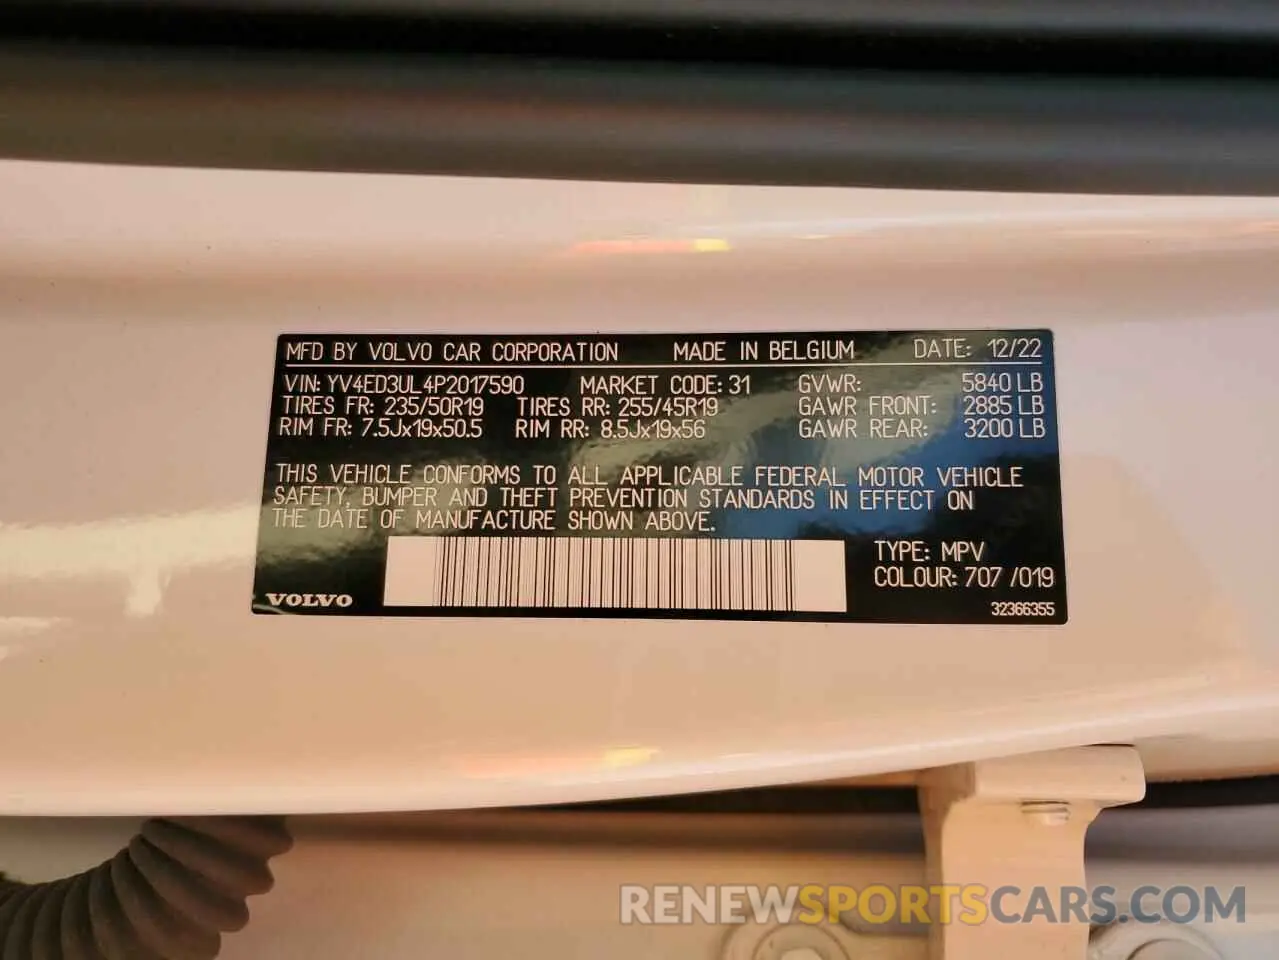 MFD BY VOLVO CAR CORPORATION MADE IN BELGIUM DATE: 12/22
VIN: YV4ED3UL4P2017590 MARKET CODE: 31 GVWR: 5840 LB
TIRES FR: 235/50R19 TIRES RR: 255/45R19 GAWR FRONT: 2885 LB
RIM FR: 7.5Jx19x50.5 RIM RR: 8.5Jx19x56 GAWR REAR: 3200 LB
THIS VEHICLE CONFORMS TO ALL APPLICABLE FEDERAL MOTOR VEHICLE
SAFETY, BUMPER AND THEFT PREVENTION STANDARDS IN EFFECT ON
THE DATE OF MANUFACTURE SHOWN ABOVE.
TYPE: MPV
COLOUR: 707 /019
VOLVO
32366355
RENEWSPORTSCARS.COM